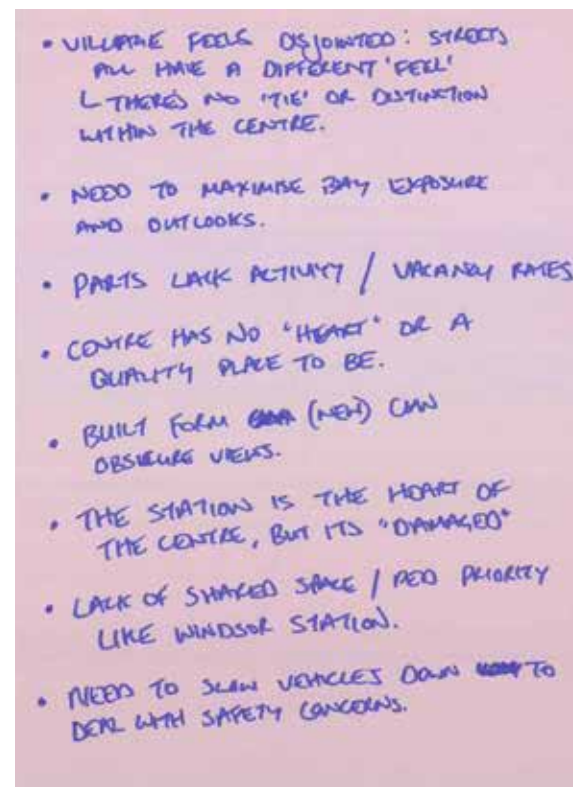 • VILLAGE FEELS DISJOINTED: STREETS
ALL HAVE A DIFFERENT 'FEEL'
↳ THERES NO 'TIE' OR DISTINCTION
WITHIN THE CENTRE.
• NEED TO MAXIMISE BAY EXPOSURE
AND OUTLOOKS.
• PARTS LACK ACTIVITY / VACANCY RATES
• CENTRE HAS NO 'HEART' OR A
QUALITY PLACE TO BE.
• BUILT FORM (NEW) CAN
OBSCURE VIEWS.
• THE STATION IS THE HEART OF
THE CENTRE, BUT ITS "DAMAGED"
• LACK OF SHARED SPACE / PED PRIORITY
LIKE WINDSOR STATION.
• NEED TO SLOW VEHICLES DOWN TO
DEAL WITH SAFETY CONCERNS.